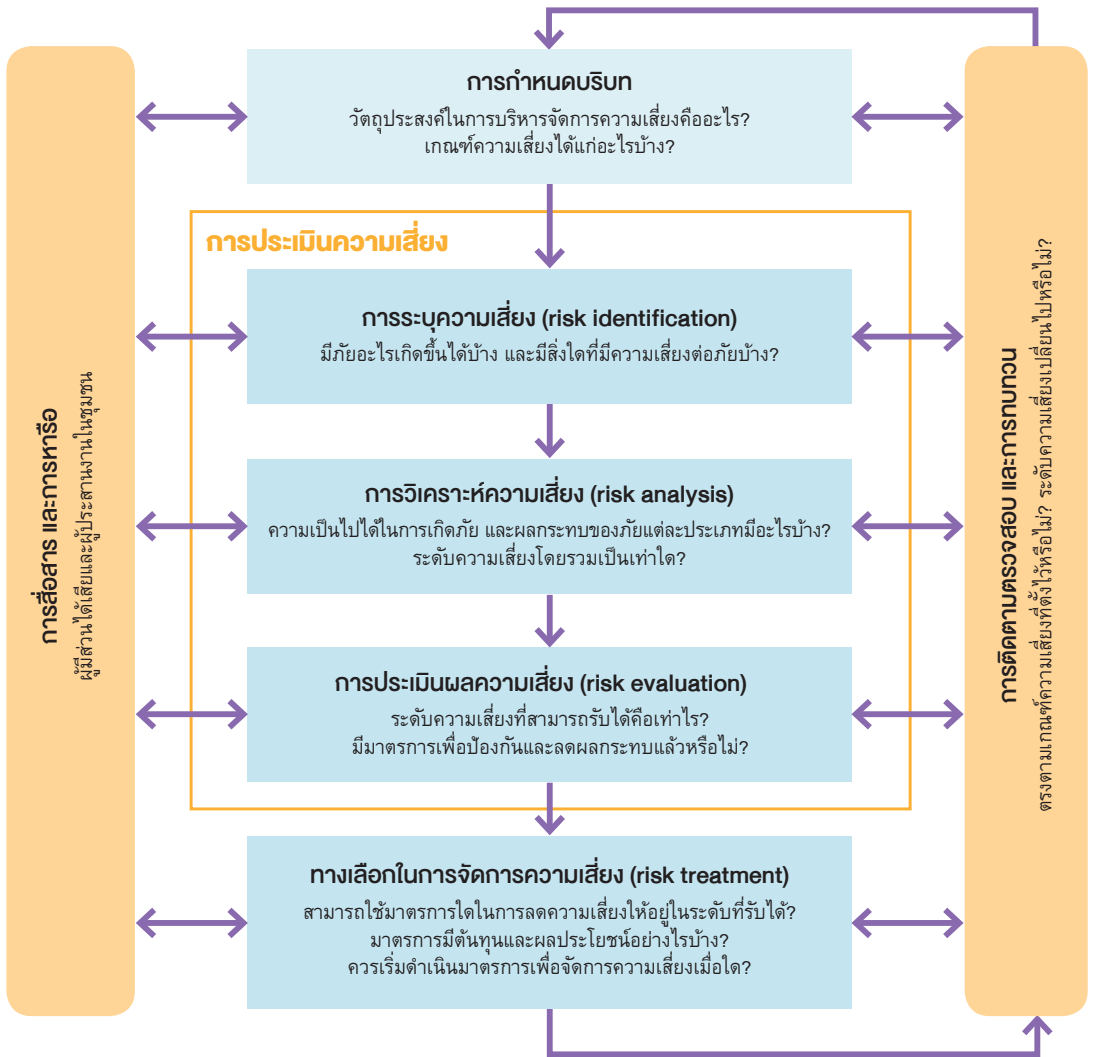 การกำหนดบริบท
วัตถุประสงค์ในการบริหารจัดการความเสี่ยงคืออะไร?
เกณฑ์ความเสี่ยงได้แก่อะไรบ้าง?
การประเมินความเสี่ยง
การระบุความเสี่ยง (risk identification)
มีภัยอะไรเกิดขึ้นได้บ้าง และมีสิ่งใดที่มีความเสี่ยงต่อภัยบ้าง?
การวิเคราะห์ความเสี่ยง (risk analysis)
ความเป็นไปได้ในการเกิดภัย และผลกระทบของภัยแต่ละประเภทมีอะไรบ้าง?
ระดับความเสี่ยงโดยรวมเป็นเท่าใด?
การประเมินผลความเสี่ยง (risk evaluation)
ระดับความเสี่ยงที่สามารถรับได้คือเท่าไร?
มีมาตรการเพื่อป้องกันและลดผลกระทบแล้วหรือไม่?
ทางเลือกในการจัดการความเสี่ยง (risk treatment)
สามารถใช้มาตรการใดในการลดความเสี่ยงให้อยู่ในระดับที่รับได้?
มาตรการมีต้นทุนและผลประโยชน์อย่างไรบ้าง?
ควรเริ่มดำเนินมาตรการเพื่อจัดการความเสี่ยงเมื่อใด?
การสื่อสาร และการหารือ
ผู้มีส่วนได้เสียและผู้ประสานงานในชุมชน
การติดตามตรวจสอบ และการทบทวน
ตรงตามเกณฑ์ความเสี่ยงที่ตั้งไว้หรือไม่? ระดับความเสี่ยงเปลี่ยนไปหรือไม่?